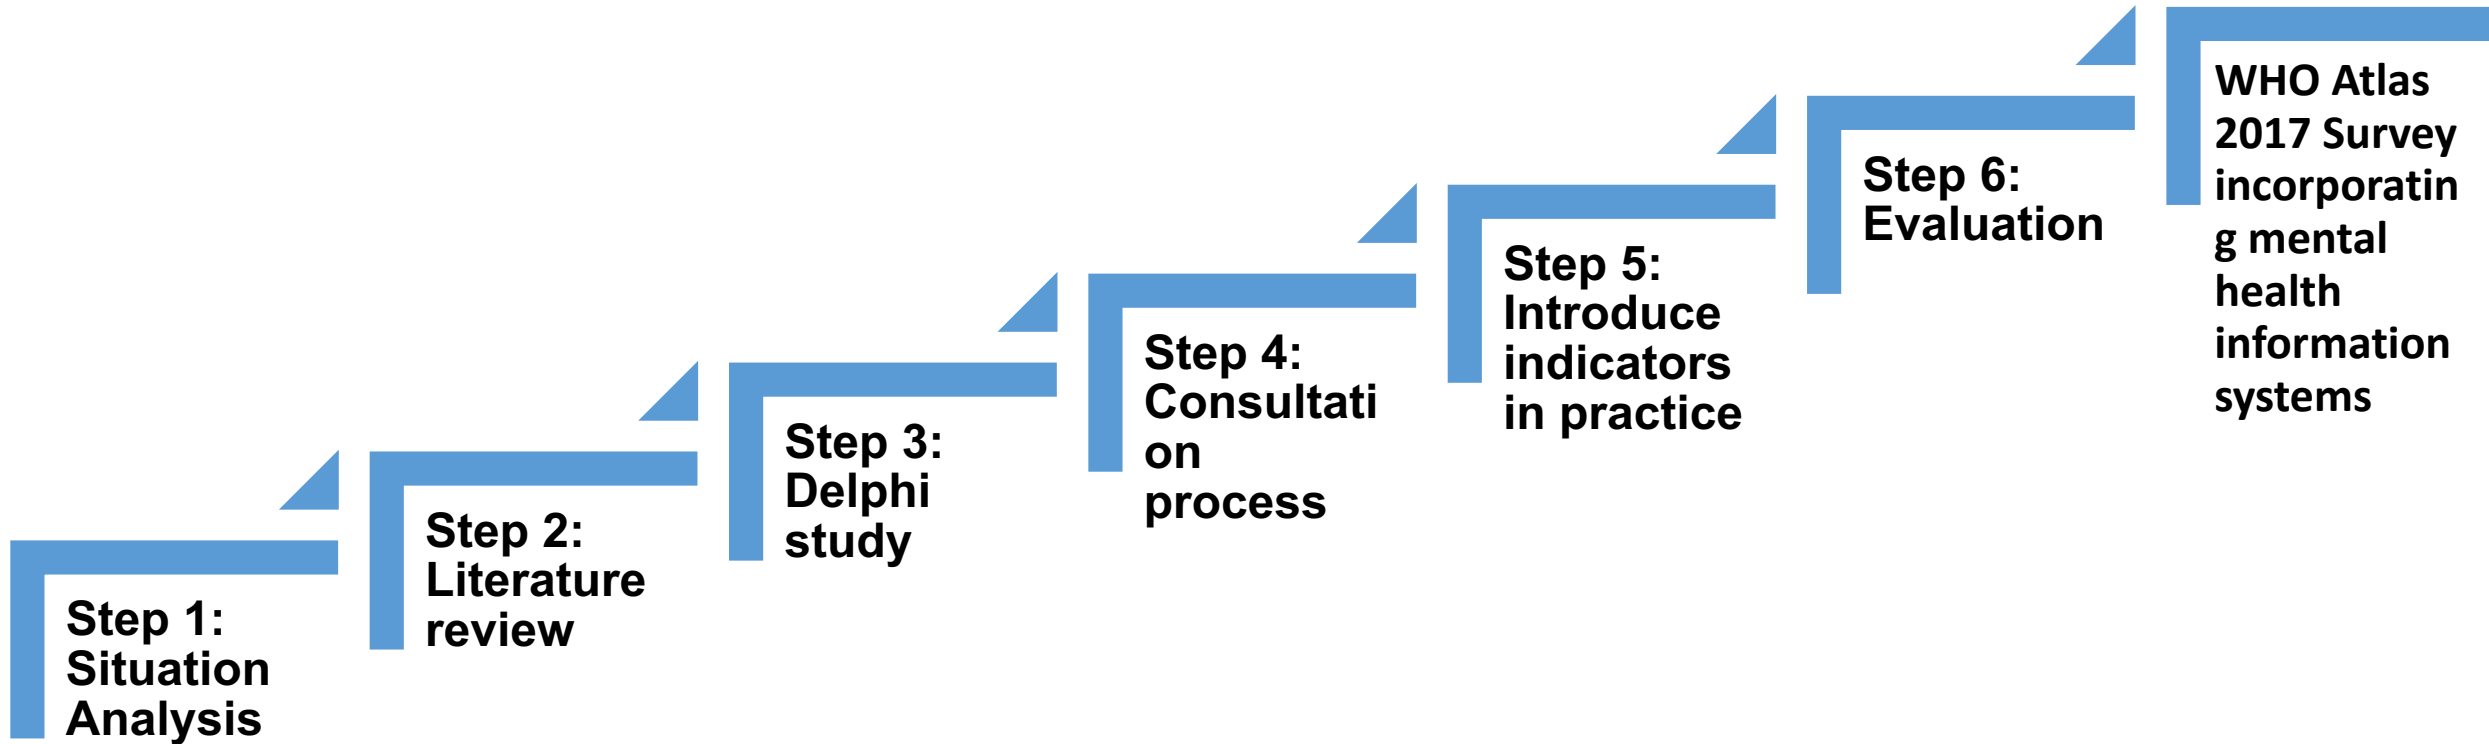 Step 1:
Situation
Analysis
Step 2:
Literature
review
Step 3:
Delphi
study
Step 4:
Consultati
on
process
Step 5:
Introduce
indicators
in practice
Step 6:
Evaluation
WHO Atlas
2017 Survey
incorporatin
g mental
health
information
systems